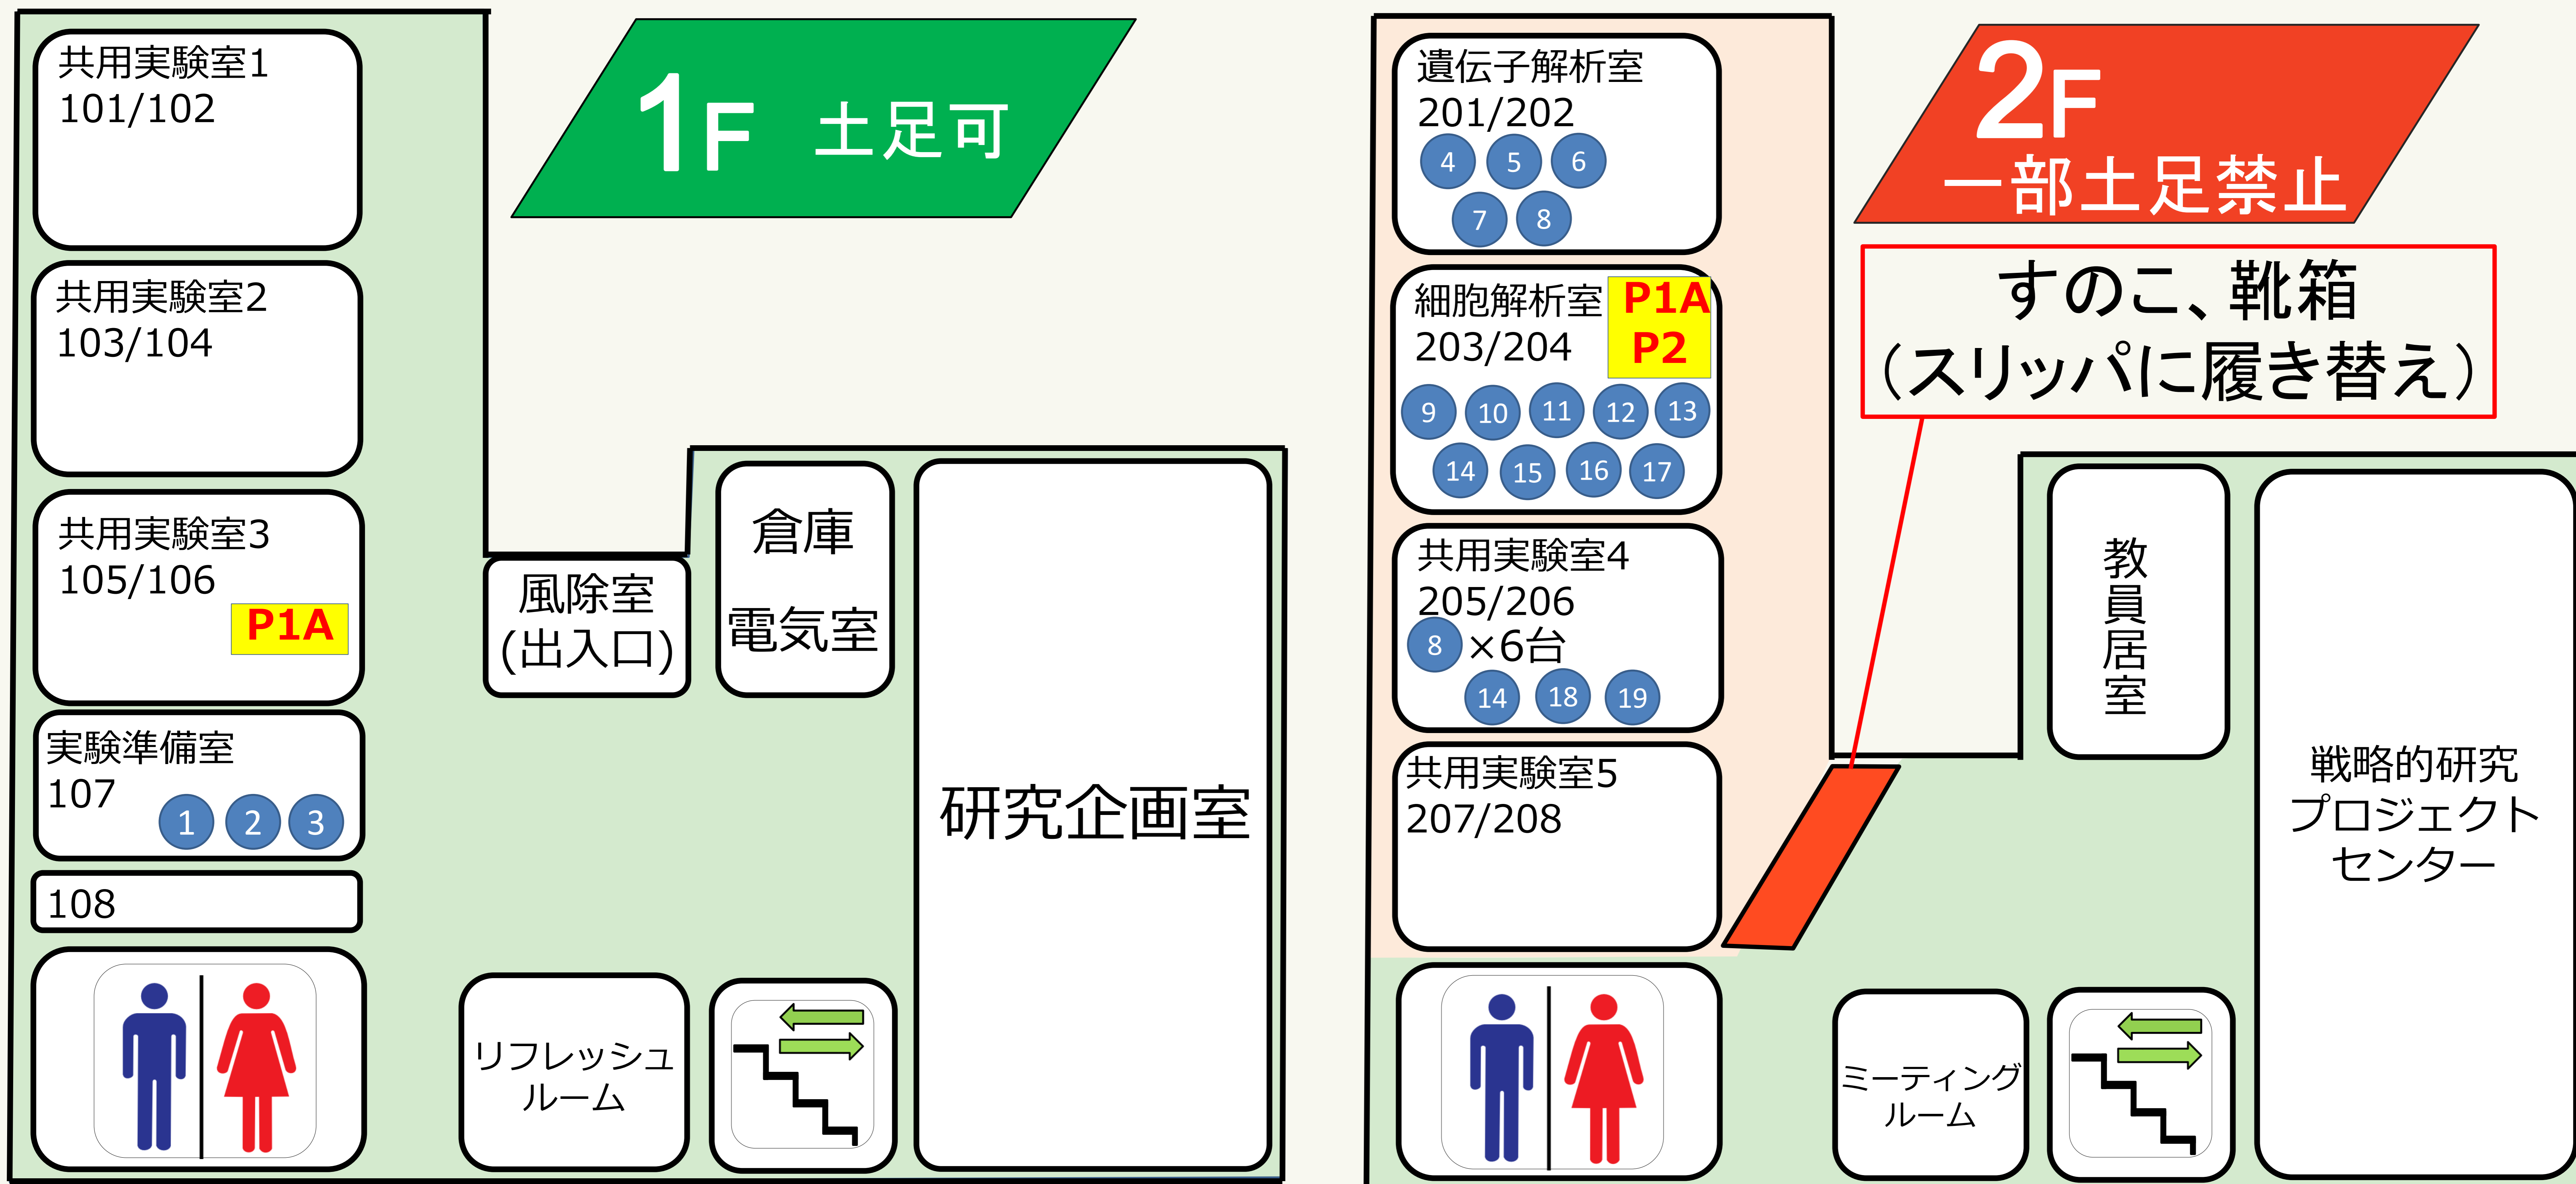 共用実験室1
101/102
共用実験室2
103/104
共用実験室3
105/106
P1A
実験準備室
107
1 2 3
108
1F 土足可
風除室
(出入口)
倉庫
電気室
研究企画室
リフレッシュ
ルーム
遺伝子解析室
201/202
4 5 6
7 8
細胞解析室
203/204
P1A
P2
9 10 11 12 13
14 15 16 17
共用実験室4
205/206
8 ×6台
14 18 19
共用実験室5
207/208
2F
一部土足禁止
すのこ、靴箱
(スリッパに履き替え)
教員居室
戦略的研究
プロジェクト
センター
ミーティング
ルーム